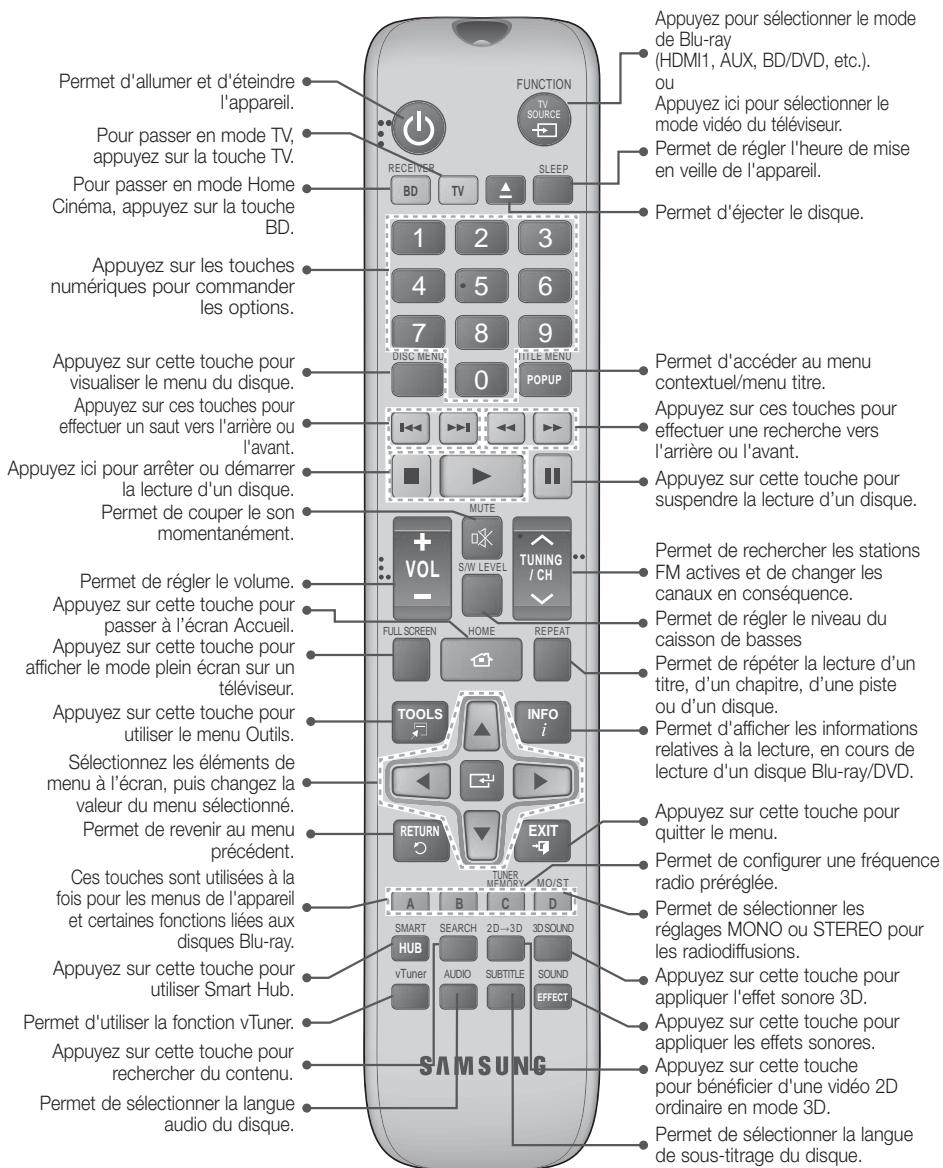 Permet d'allumer et d'éteindre
l'appareil.
Pour passer en mode TV,
appuyez sur la touche TV.
Pour passer en mode Home
Cinéma, appuyez sur la touche
BD.
Appuyez sur les touches
numériques pour commander
les options.
Appuyez sur cette touche pour
visualiser le menu du disque.
Appuyez sur ces touches pour
effectuer un saut vers l'arrière ou
l'avant.
Appuyez ici pour arrêter ou démarrer
la lecture d'un disque.
Permet de couper le son
momentanément.
Permet de régler le volume.
Appuyez sur cette touche pour
passer à l’écran Accueil.
Appuyez sur cette touche pour
afficher le mode plein écran sur un
téléviseur.
Appuyez sur cette touche pour
utiliser le menu Outils.
Sélectionnez les éléments de
menu à l’écran, puis changez la
valeur du menu sélectionné.
Permet de revenir au menu
précédent.
Ces touches sont utilisées à la
fois pour les menus de l'appareil
et certaines fonctions liées aux
disques Blu-ray.
Appuyez sur cette touche pour
utiliser Smart Hub.
Permet d'utiliser la fonction vTuner.
Appuyez sur cette touche pour
rechercher du contenu.
Permet de sélectionner la langue
audio du disque.
FUNCTION
TV
SOURCE
RECEIVER
SLEEP
BD
TV
1
2
3
4
5
6
7
8
9
DISC MENU
TITLE MENU
0
POPUP
MUTE
+
VOL
−
TUNING
/ CH
S/W LEVEL
FULL SCREEN
HOME
REPEAT
TOOLS
INFO
i
RETURN
EXIT
TUNER
MEMORY
MO/ST
A
B
C
D
SMART
SEARCH
2D→3D
3D SOUND
HUB
vTuner
AUDIO
SUBTITLE
SOUND
EFFECT
SAMSUNG
Appuyez pour sélectionner le mode
de Blu-ray
(HDMI1, AUX, BD/DVD, etc.).
ou
Appuyez ici pour sélectionner le
mode vidéo du téléviseur.
Permet de régler l'heure de mise
en veille de l'appareil.
Permet d'éjecter le disque.
Permet d'accéder au menu
contextuel/menu titre.
Appuyez sur ces touches pour
effectuer une recherche vers
l'arrière ou l'avant.
Appuyez sur cette touche pour
suspendre la lecture d’un disque.
Permet de rechercher les stations
FM actives et de changer les
canaux en conséquence.
Permet de régler le niveau du
caisson de basses
Permet de répéter la lecture d’un
titre, d’un chapitre, d’une piste
ou d’un disque.
Permet d'afficher les informations
relatives à la lecture, en cours de
lecture d'un disque Blu-ray/DVD.
Appuyez sur cette touche pour
quitter le menu.
Permet de configurer une fréquence
radio préréglée.
Permet de sélectionner les
réglages MONO ou STEREO pour
les radiodiffusions.
Appuyez sur cette touche pour
appliquer l'effet sonore 3D.
Appuyez sur cette touche pour
appliquer les effets sonores.
Appuyez sur cette touche
pour bénéficier d'une vidéo 2D
ordinaire en mode 3D.
Permet de sélectionner la langue
de sous-titrage du disque.